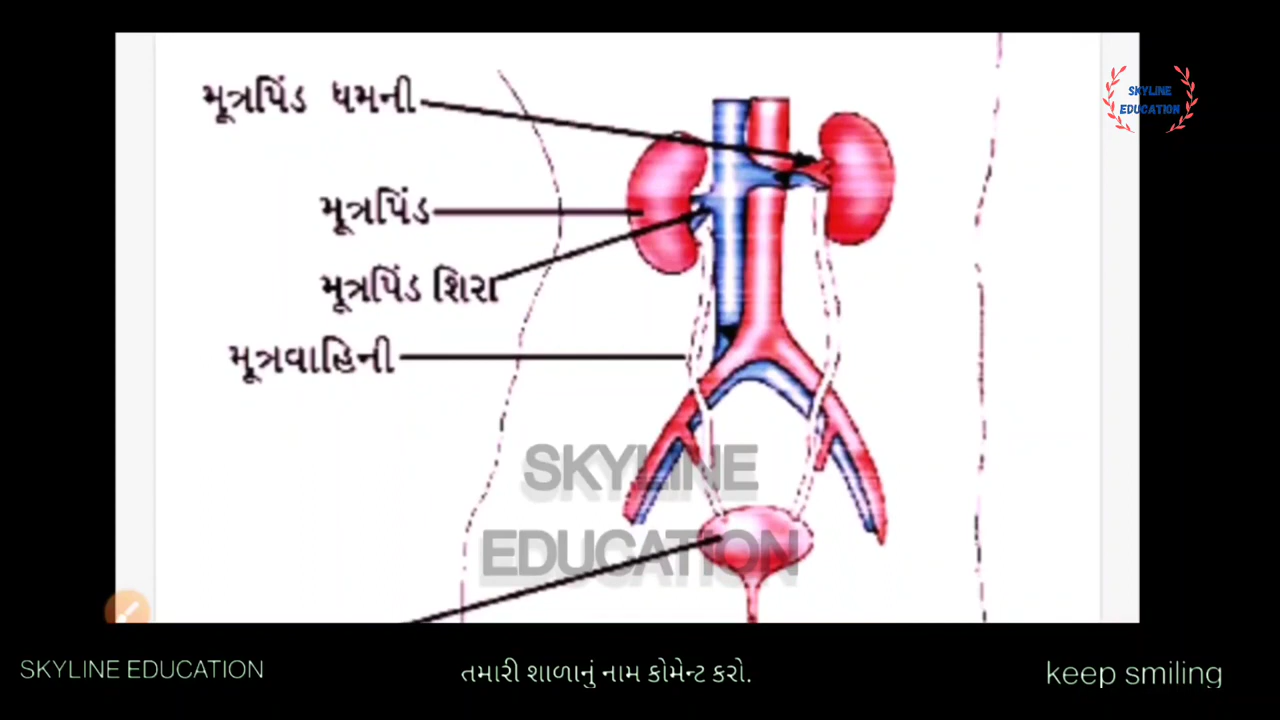 મૂત્રપિંડ ધમની
SKYLINE
EDUCATION
મૂત્રપિંડ
મૂત્રપિંડ શિરા
મૂત્રવાહિની
SKYLINE
EDUCATION
SKYLINE EDUCATION
તમારી શાળાનું નામ કોમેન્ટ કરો.
keep smiling